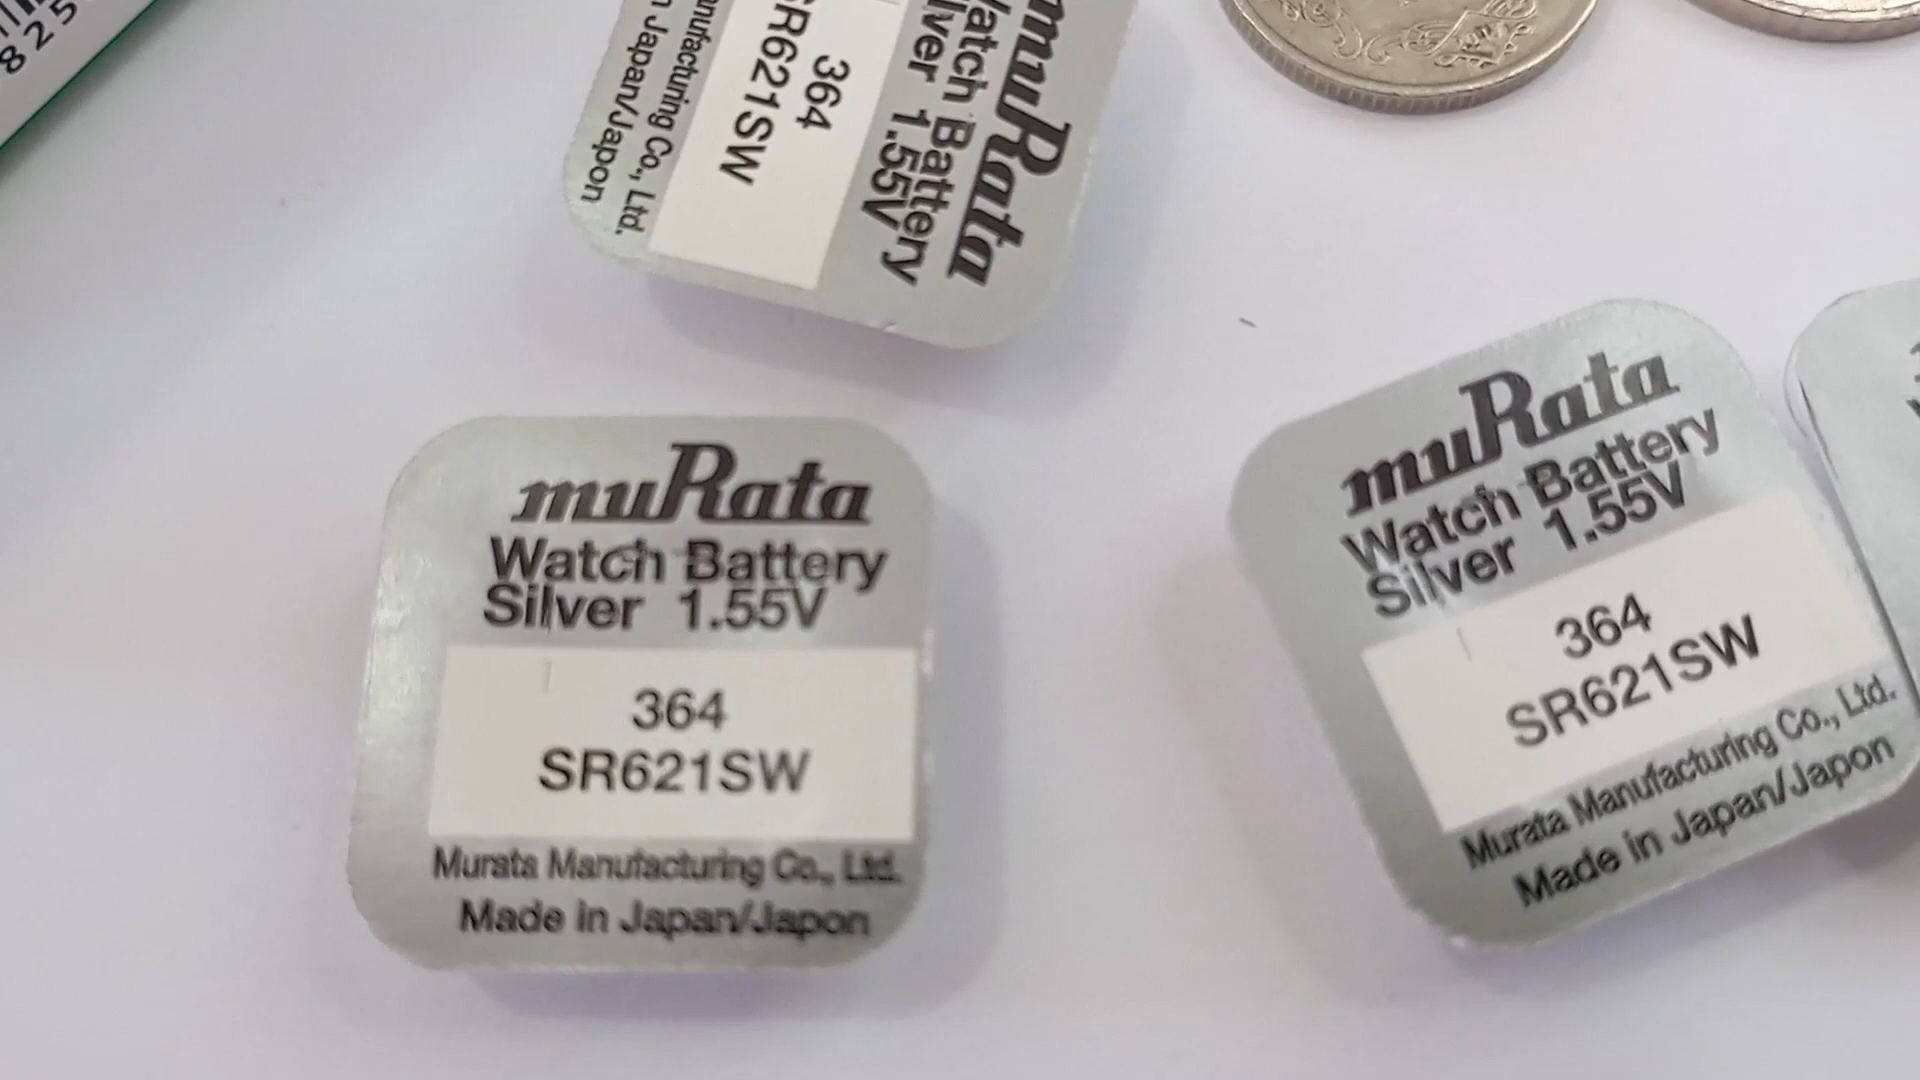 825
muRata
Watch Battery
Silver 1.55V
364
SR621SW
Manufacturing Co., Ltd.
Japan/Japon
muRata
Watch Battery
Silver 1.55V
364
SR621SW
Murata Manufacturing Co., Ltd.
Made in Japan/Japon
muRata
Watch Battery
Silver 1.55V
364
SR621SW
Murata Manufacturing Co., Ltd.
Made in Japan/Japon